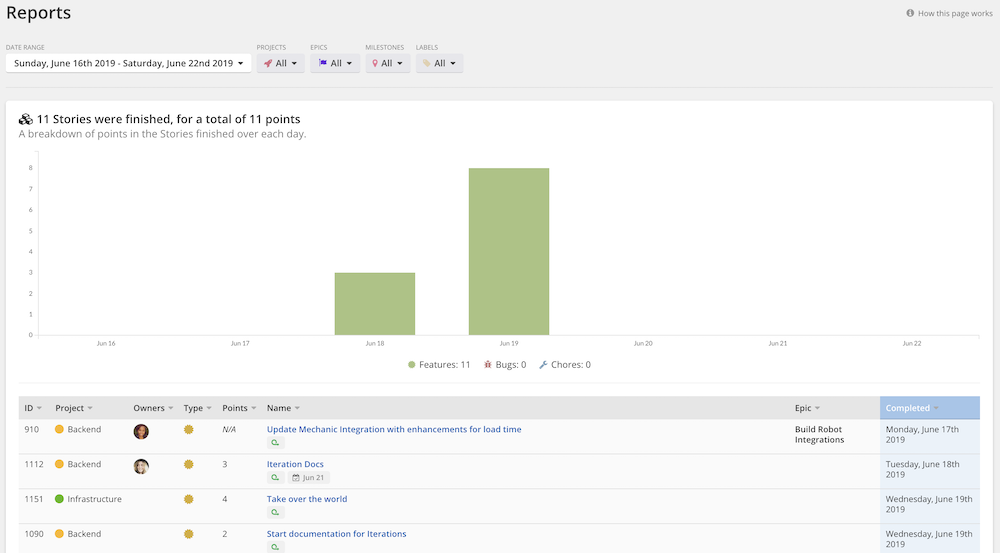 Reports
How this page works
DATE RANGE PROJECTS EPICS MILESTONES LABELS
Sunday, June 16th 2019 - Saturday, June 22nd 2019 All All All All
11 Stories were finished, for a total of 11 points
A breakdown of points in the Stories finished over each day.
8
7
6
5
4
3
2
1
0
Jun 16 Jun 17 Jun 18 Jun 19 Jun 20 Jun 21 Jun 22
Features: 11 Bugs: 0 Chores: 0
ID Project Owners Type Points Name Epic Completed
910 Backend N/A Update Mechanic Integration with enhancements for load time Build Robot Monday, June 17th
Integrations 2019
1112 Backend 3 Iteration Docs Tuesday, June 18th
Jun 21 2019
1151 Infrastructure 4 Take over the world Wednesday, June 19th
2019
1090 Backend 2 Start documentation for Iterations Wednesday, June 19th
2019